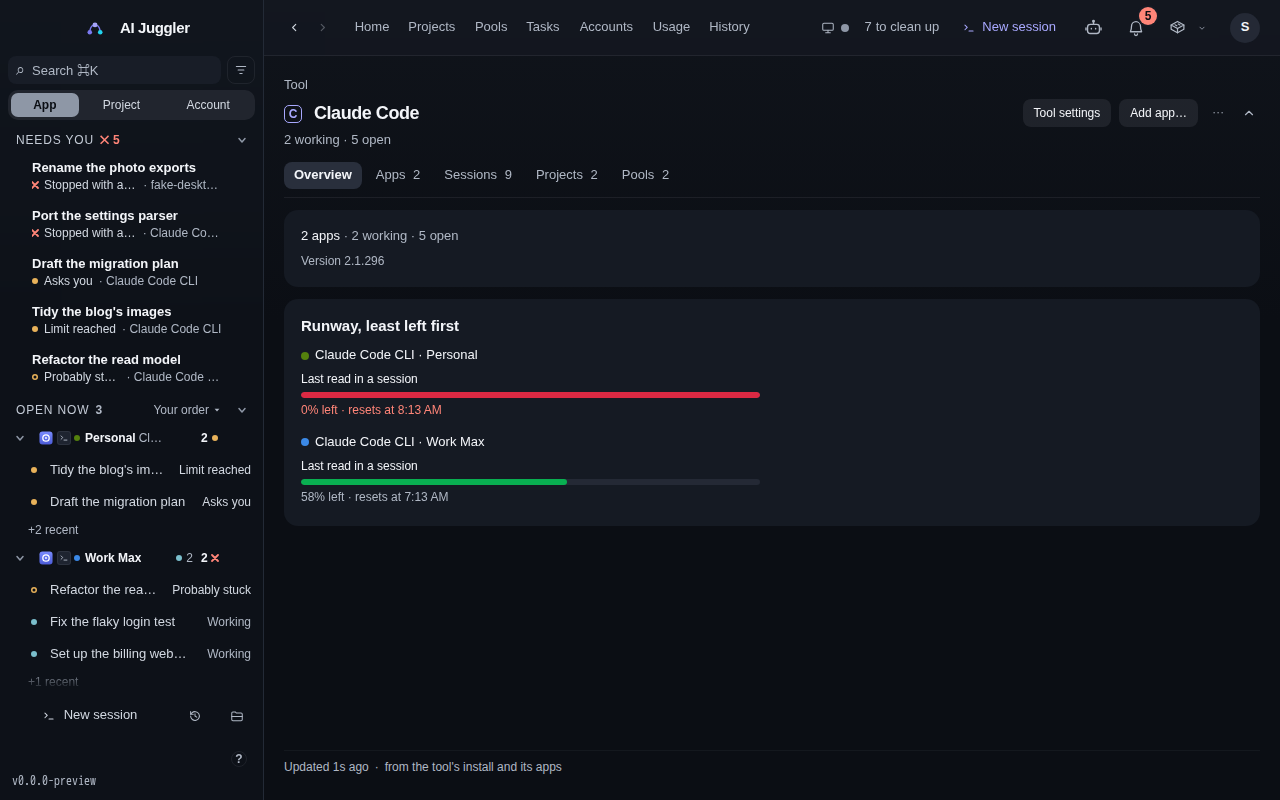 AI Juggler
Search ⌘K
App Project Account
NEEDS YOU 5
Rename the photo exports
Stopped with a… · fake-deskt…
Port the settings parser
Stopped with a… · Claude Co…
Draft the migration plan
Asks you · Claude Code CLI
Tidy the blog's images
Limit reached · Claude Code CLI
Refactor the read model
Probably st… · Claude Code …
OPEN NOW 3 Your order
Personal Cl… 2
Tidy the blog's im… Limit reached
Draft the migration plan Asks you
+2 recent
Work Max 2 2
Refactor the rea… Probably stuck
Fix the flaky login test Working
Set up the billing web… Working
+1 recent
New session
?
v0.0.0-preview
Home Projects Pools Tasks Accounts Usage History 7 to clean up New session 5 S
Tool
C Claude Code Tool settings Add app… …
2 working · 5 open
Overview Apps 2 Sessions 9 Projects 2 Pools 2
2 apps · 2 working · 5 open
Version 2.1.296
Runway, least left first
Claude Code CLI · Personal
Last read in a session
0% left · resets at 8:13 AM
Claude Code CLI · Work Max
Last read in a session
58% left · resets at 7:13 AM
Updated 1s ago · from the tool's install and its apps